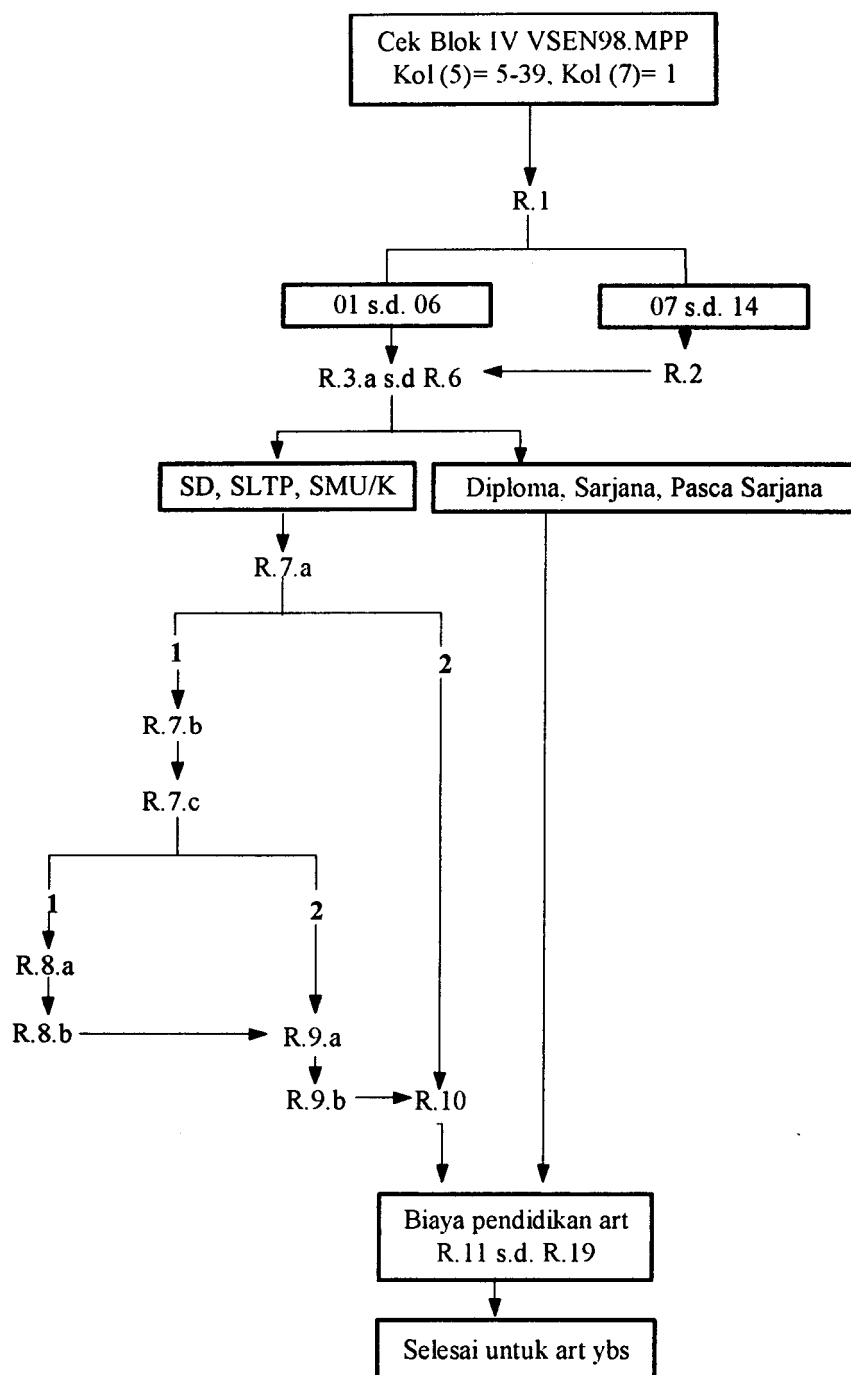 Cek Blok IV VSEN98.MPP
Kol (5)= 5-39, Kol (7)= 1
R.1
01 s.d. 06
07 s.d. 14
R.3.a s.d R.6
R.2
SD, SLTP, SMU/K
Diploma, Sarjana, Pasca Sarjana
R.7.a
1
2
R.7.b
R.7.c
1
2
R.8.a
R.8.b
R.9.a
R.9.b
R.10
Biaya pendidikan art
R.11 s.d. R.19
Selesai untuk art ybs